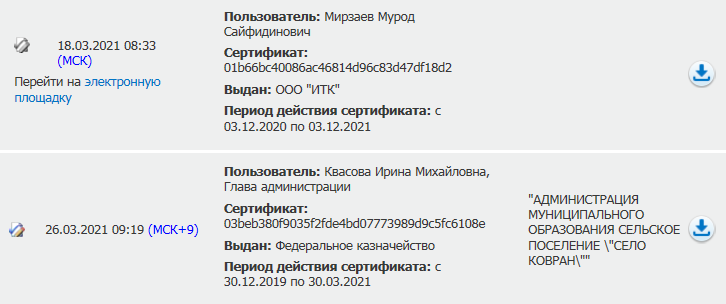 18.03.2021 08:33
(МСК)
Перейти на электронную
площадку
Пользователь: Мирзаев Мурод
Сайфидинович
Сертификат:
01b66bc40086ac46814d96c83d47df18d2
Выдан: ООО "ИТК"
Период действия сертификата: с
03.12.2020 по 03.12.2021
26.03.2021 09:19 (МСК+9)
Пользователь: Квасова Ирина Михайловна,
Глава администрации
Сертификат:
03beb380f9035f2fde4bd07773989d9c5fc6108e
Выдан: Федеральное казначейство
Период действия сертификата: с
30.12.2019 по 30.03.2021
"АДМИНИСТРАЦИЯ
МУНИЦИПАЛЬНОГО
ОБРАЗОВАНИЯ СЕЛЬСКОЕ
ПОСЕЛЕНИЕ \"СЕЛО
КОВРАН\""